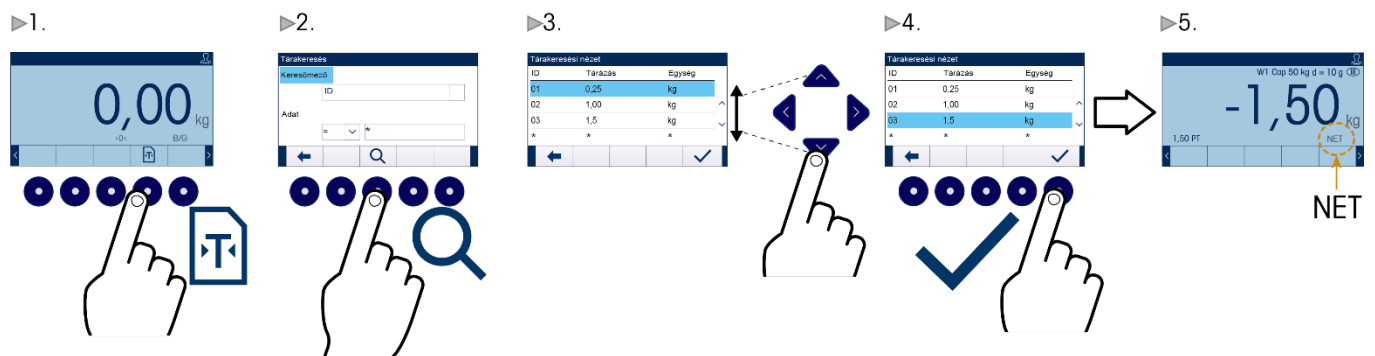 1.
0,00 kg
›0‹ B/G
T
2.
Tárakeresés
Keresőmező
ID
Adat
= *
3.
Tárakeresési nézet
ID Tárázás Egység
01 0,25 kg
02 1,00 kg
03 1,5 kg
* * *
4.
Tárakeresési nézet
ID Tárázás Egység
01 0,25 kg
02 1,00 kg
03 1,5 kg
* * *
5.
W1 Cap 50 kg d = 10 g III
-1,50 kg
1,50 PT NET
NET
T